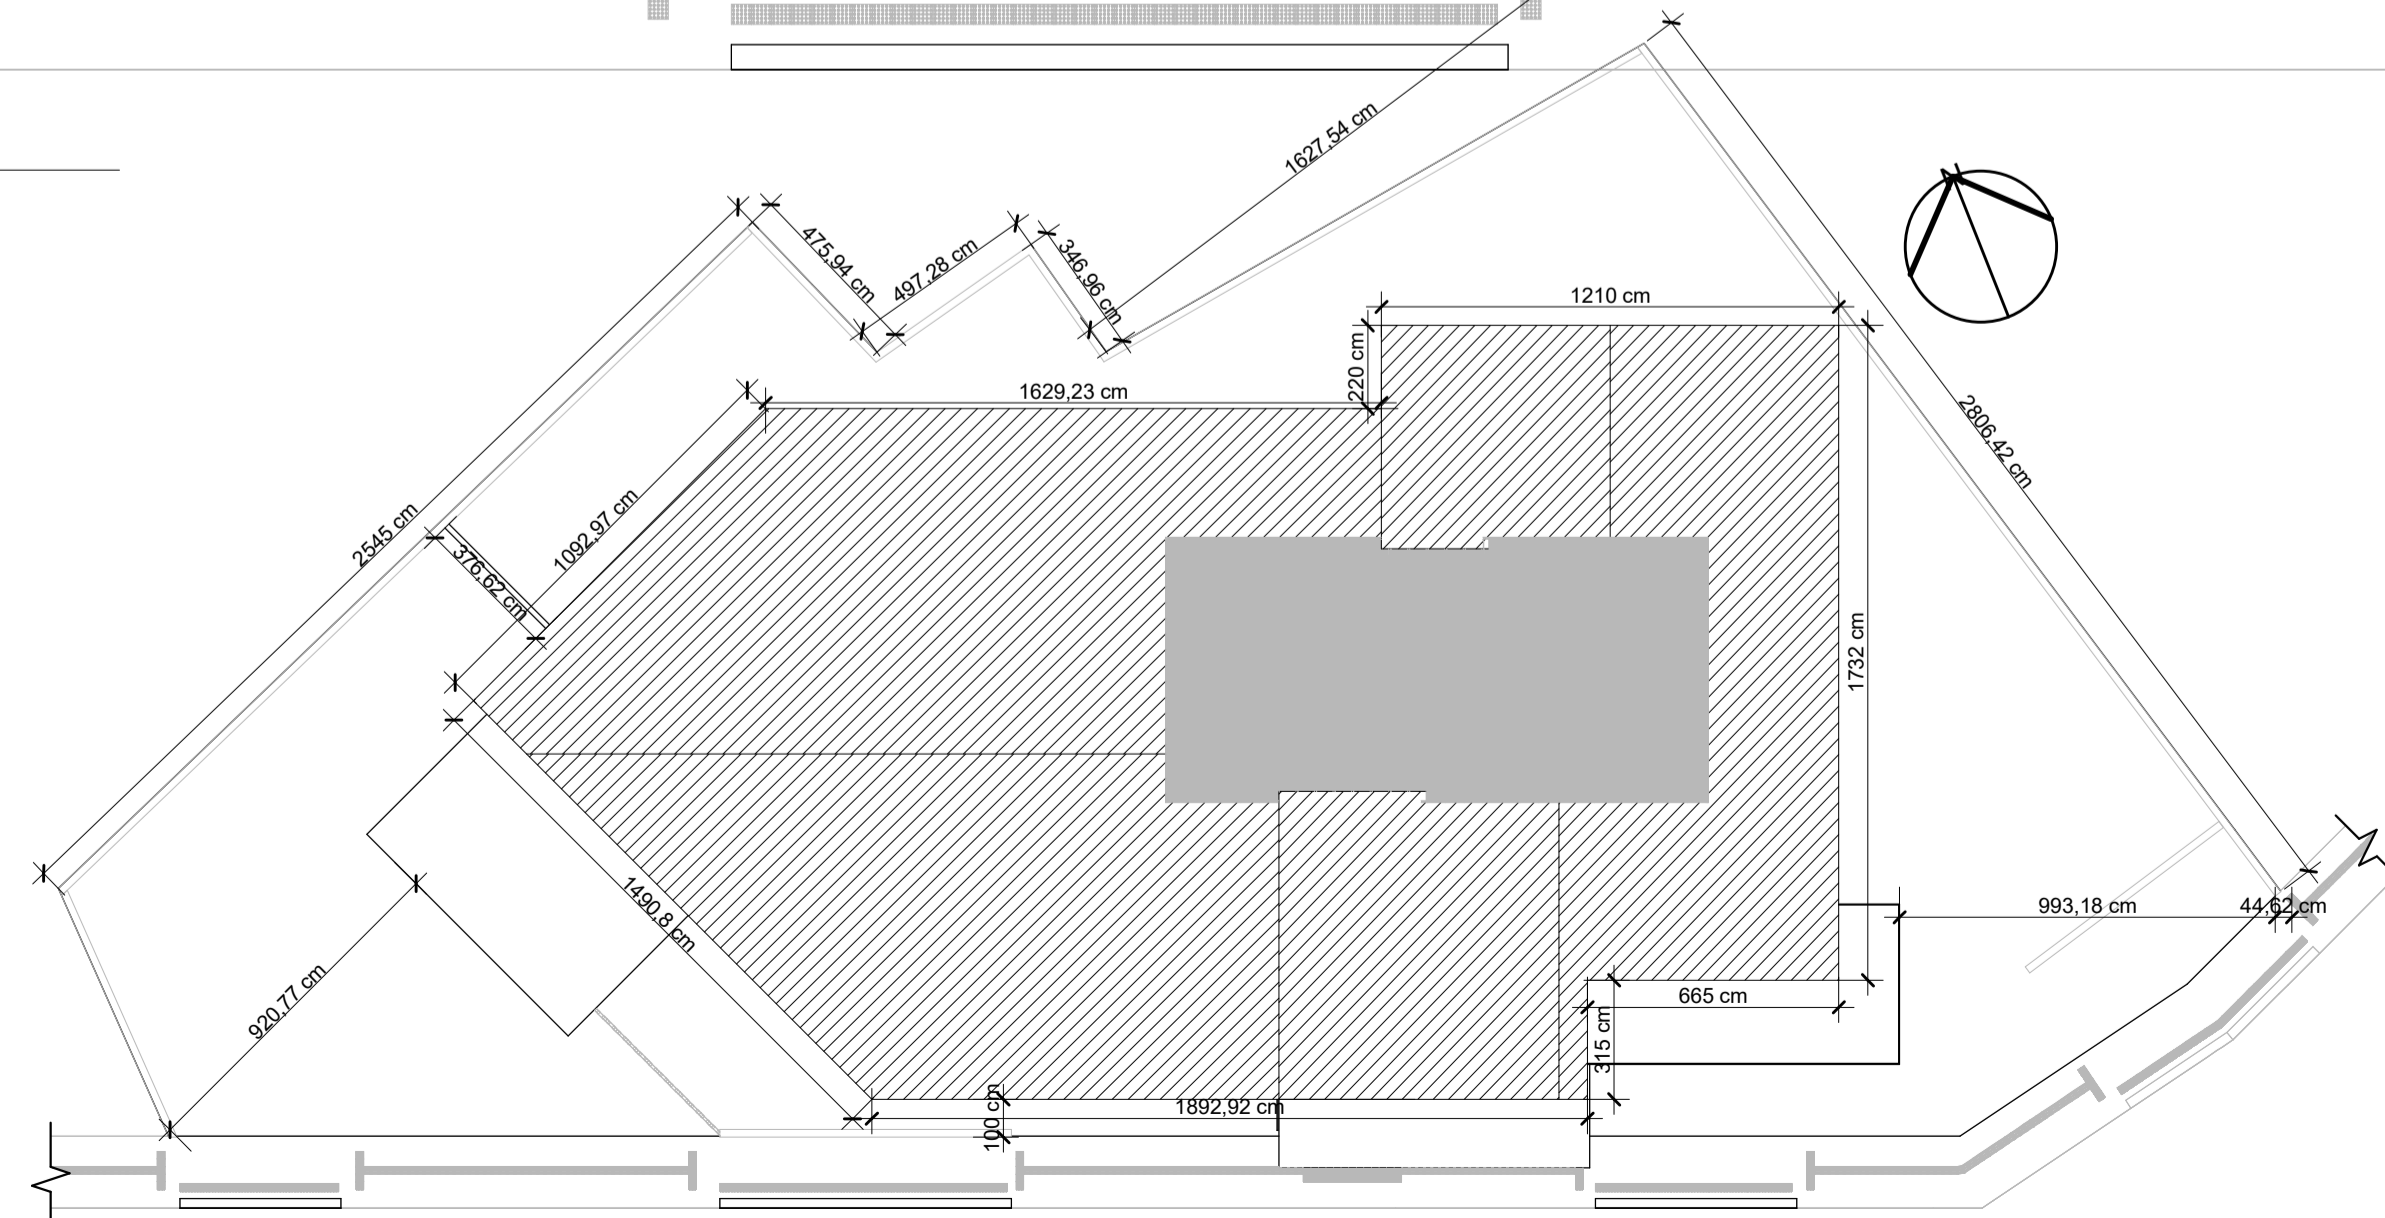 1627,54 cm
475,94 cm
497,28 cm
346,96 cm
N
1210 cm
220 cm
1629,23 cm
2806,42 cm
2545 cm
1092,97 cm
376,62 cm
1732 cm
1490,8 cm
993,18 cm
44,62 cm
920,77 cm
665 cm
315 cm
1892,92 cm
100 cm